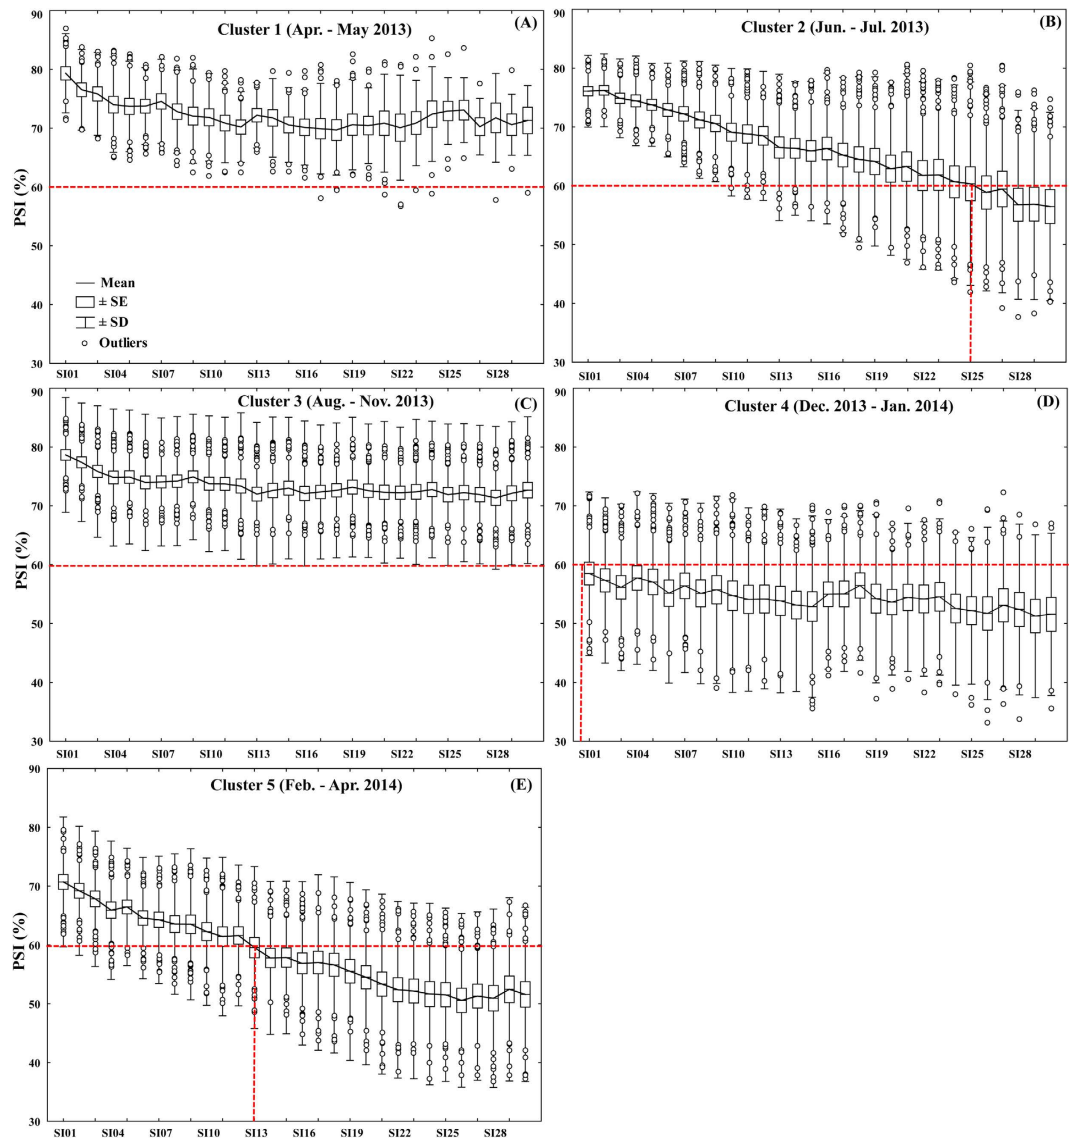 Cluster 1 (Apr. - May 2013)
(A)
PSI (%)
90
80
70
60
50
40
30
Mean
± SE
± SD
Outliers
SI01 SI04 SI07 SI10 SI13 SI16 SI19 SI22 SI25 SI28
Cluster 2 (Jun. - Jul. 2013)
(B)
90
80
70
60
50
40
30
SI01 SI04 SI07 SI10 SI13 SI16 SI19 SI22 SI25 SI28
Cluster 3 (Aug. - Nov. 2013)
(C)
PSI (%)
90
80
70
60
50
40
30
SI01 SI04 SI07 SI10 SI13 SI16 SI19 SI22 SI25 SI28
Cluster 4 (Dec. 2013 - Jan. 2014)
(D)
90
80
70
60
50
40
30
SI01 SI04 SI07 SI10 SI13 SI16 SI19 SI22 SI25 SI28
Cluster 5 (Feb. - Apr. 2014)
(E)
PSI (%)
90
80
70
60
50
40
30
SI01 SI04 SI07 SI10 SI13 SI16 SI19 SI22 SI25 SI28